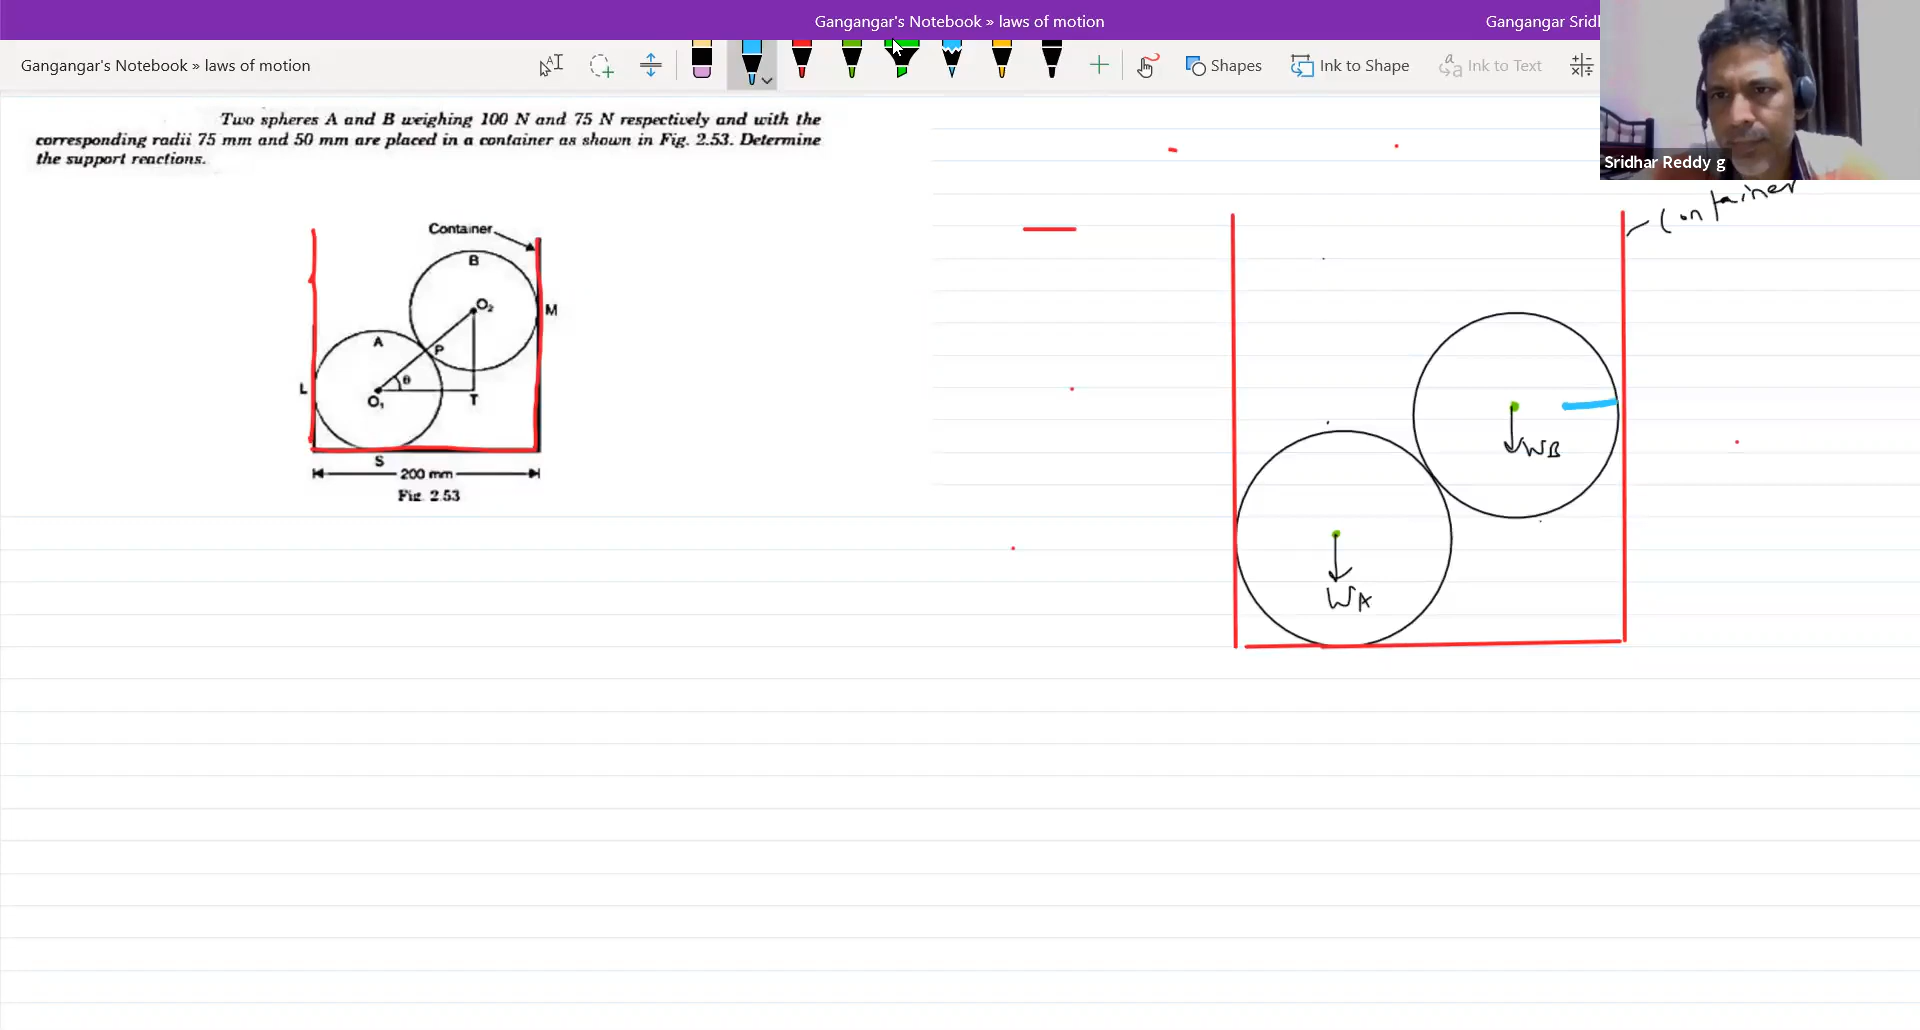 Gangangar's Notebook » laws of motion
Gangangar Sridl
Gangangar's Notebook » laws of motion
Shapes
Ink to Shape
Ink to Text
Sridhar Reddy g
Two spheres A and B weighing 100 N and 75 N respectively and with the
corresponding radii 75 mm and 50 mm are placed in a container as shown in Fig. 2.53. Determine
the support reactions.
Container
B
O₂
M
A
P
L
θ
O₁
T
S
200 mm
Fig. 2.53
Container
WB
WA